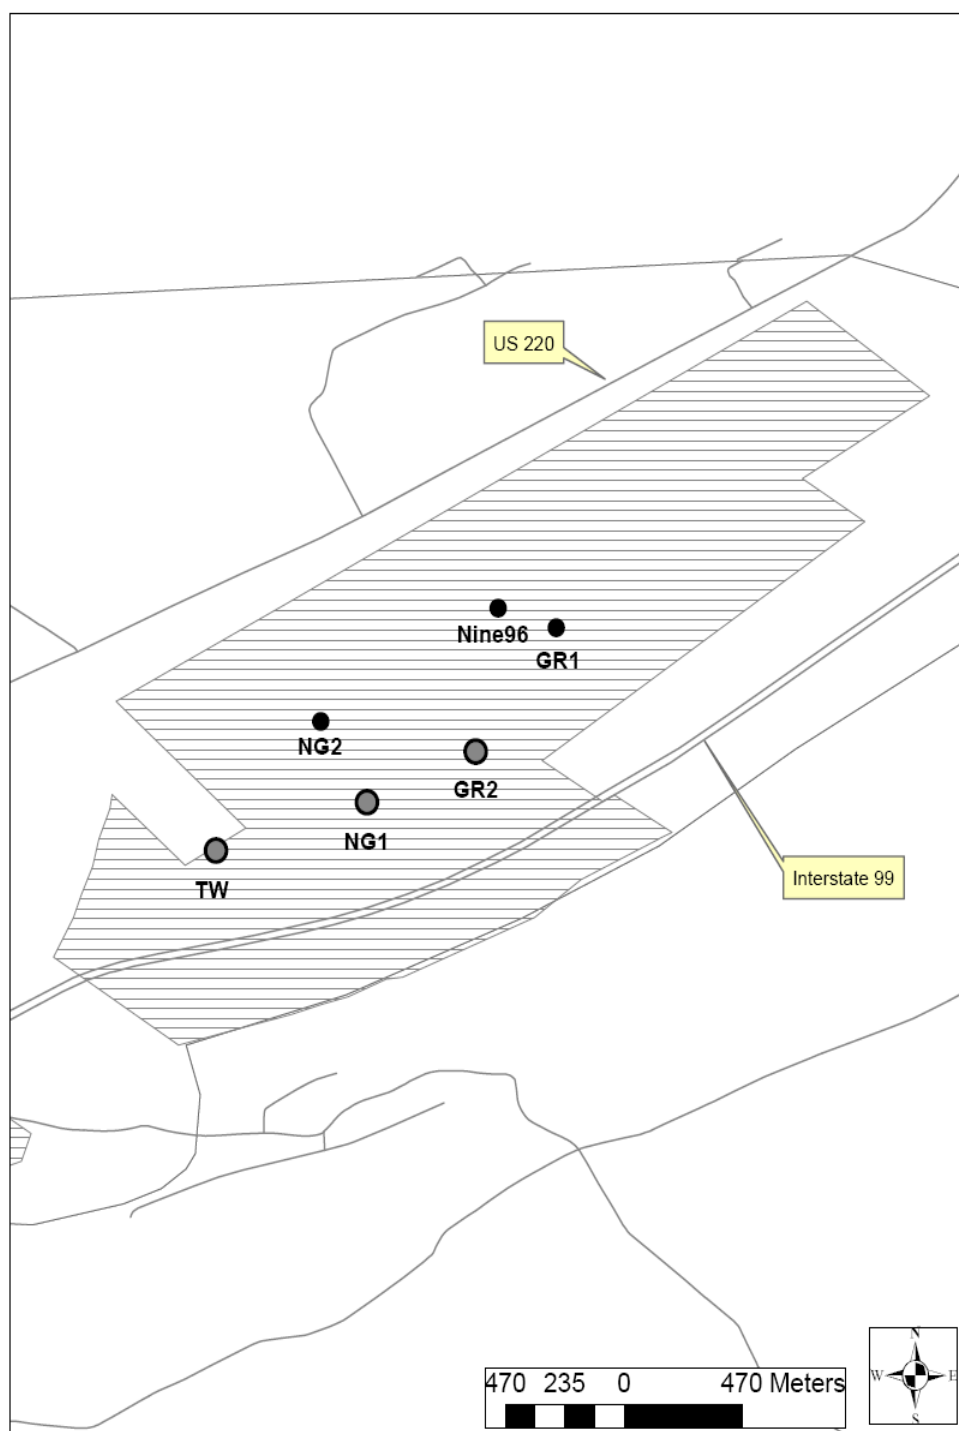 US 220
Nine96
GR1
NG2
GR2
NG1
TW
Interstate 99
N
W E
S
470 235 0 470 Meters